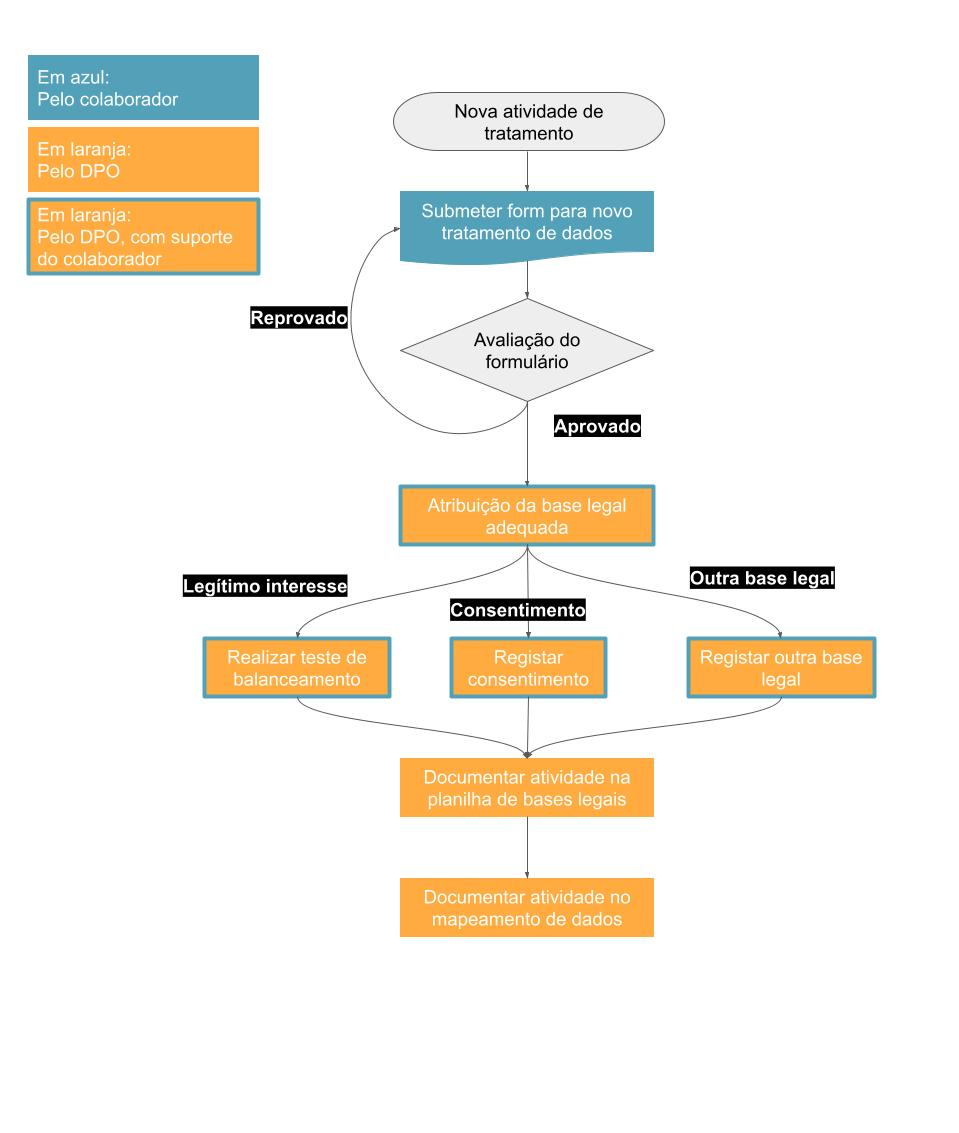 Em azul:
Pelo colaborador
Em laranja:
Pelo DPO
Em laranja:
Pelo DPO, com suporte
do colaborador
Nova atividade de
tratamento
Submeter form para novo
tratamento de dados
Reprovado
Avaliação do
formulário
Aprovado
Atribuição da base legal
adequada
Legítimo interesse
Consentimento
Outra base legal
Realizar teste de
balanceamento
Registar
consentimento
Registar outra base
legal
Documentar atividade na
planilha de bases legais
Documentar atividade no
mapeamento de dados